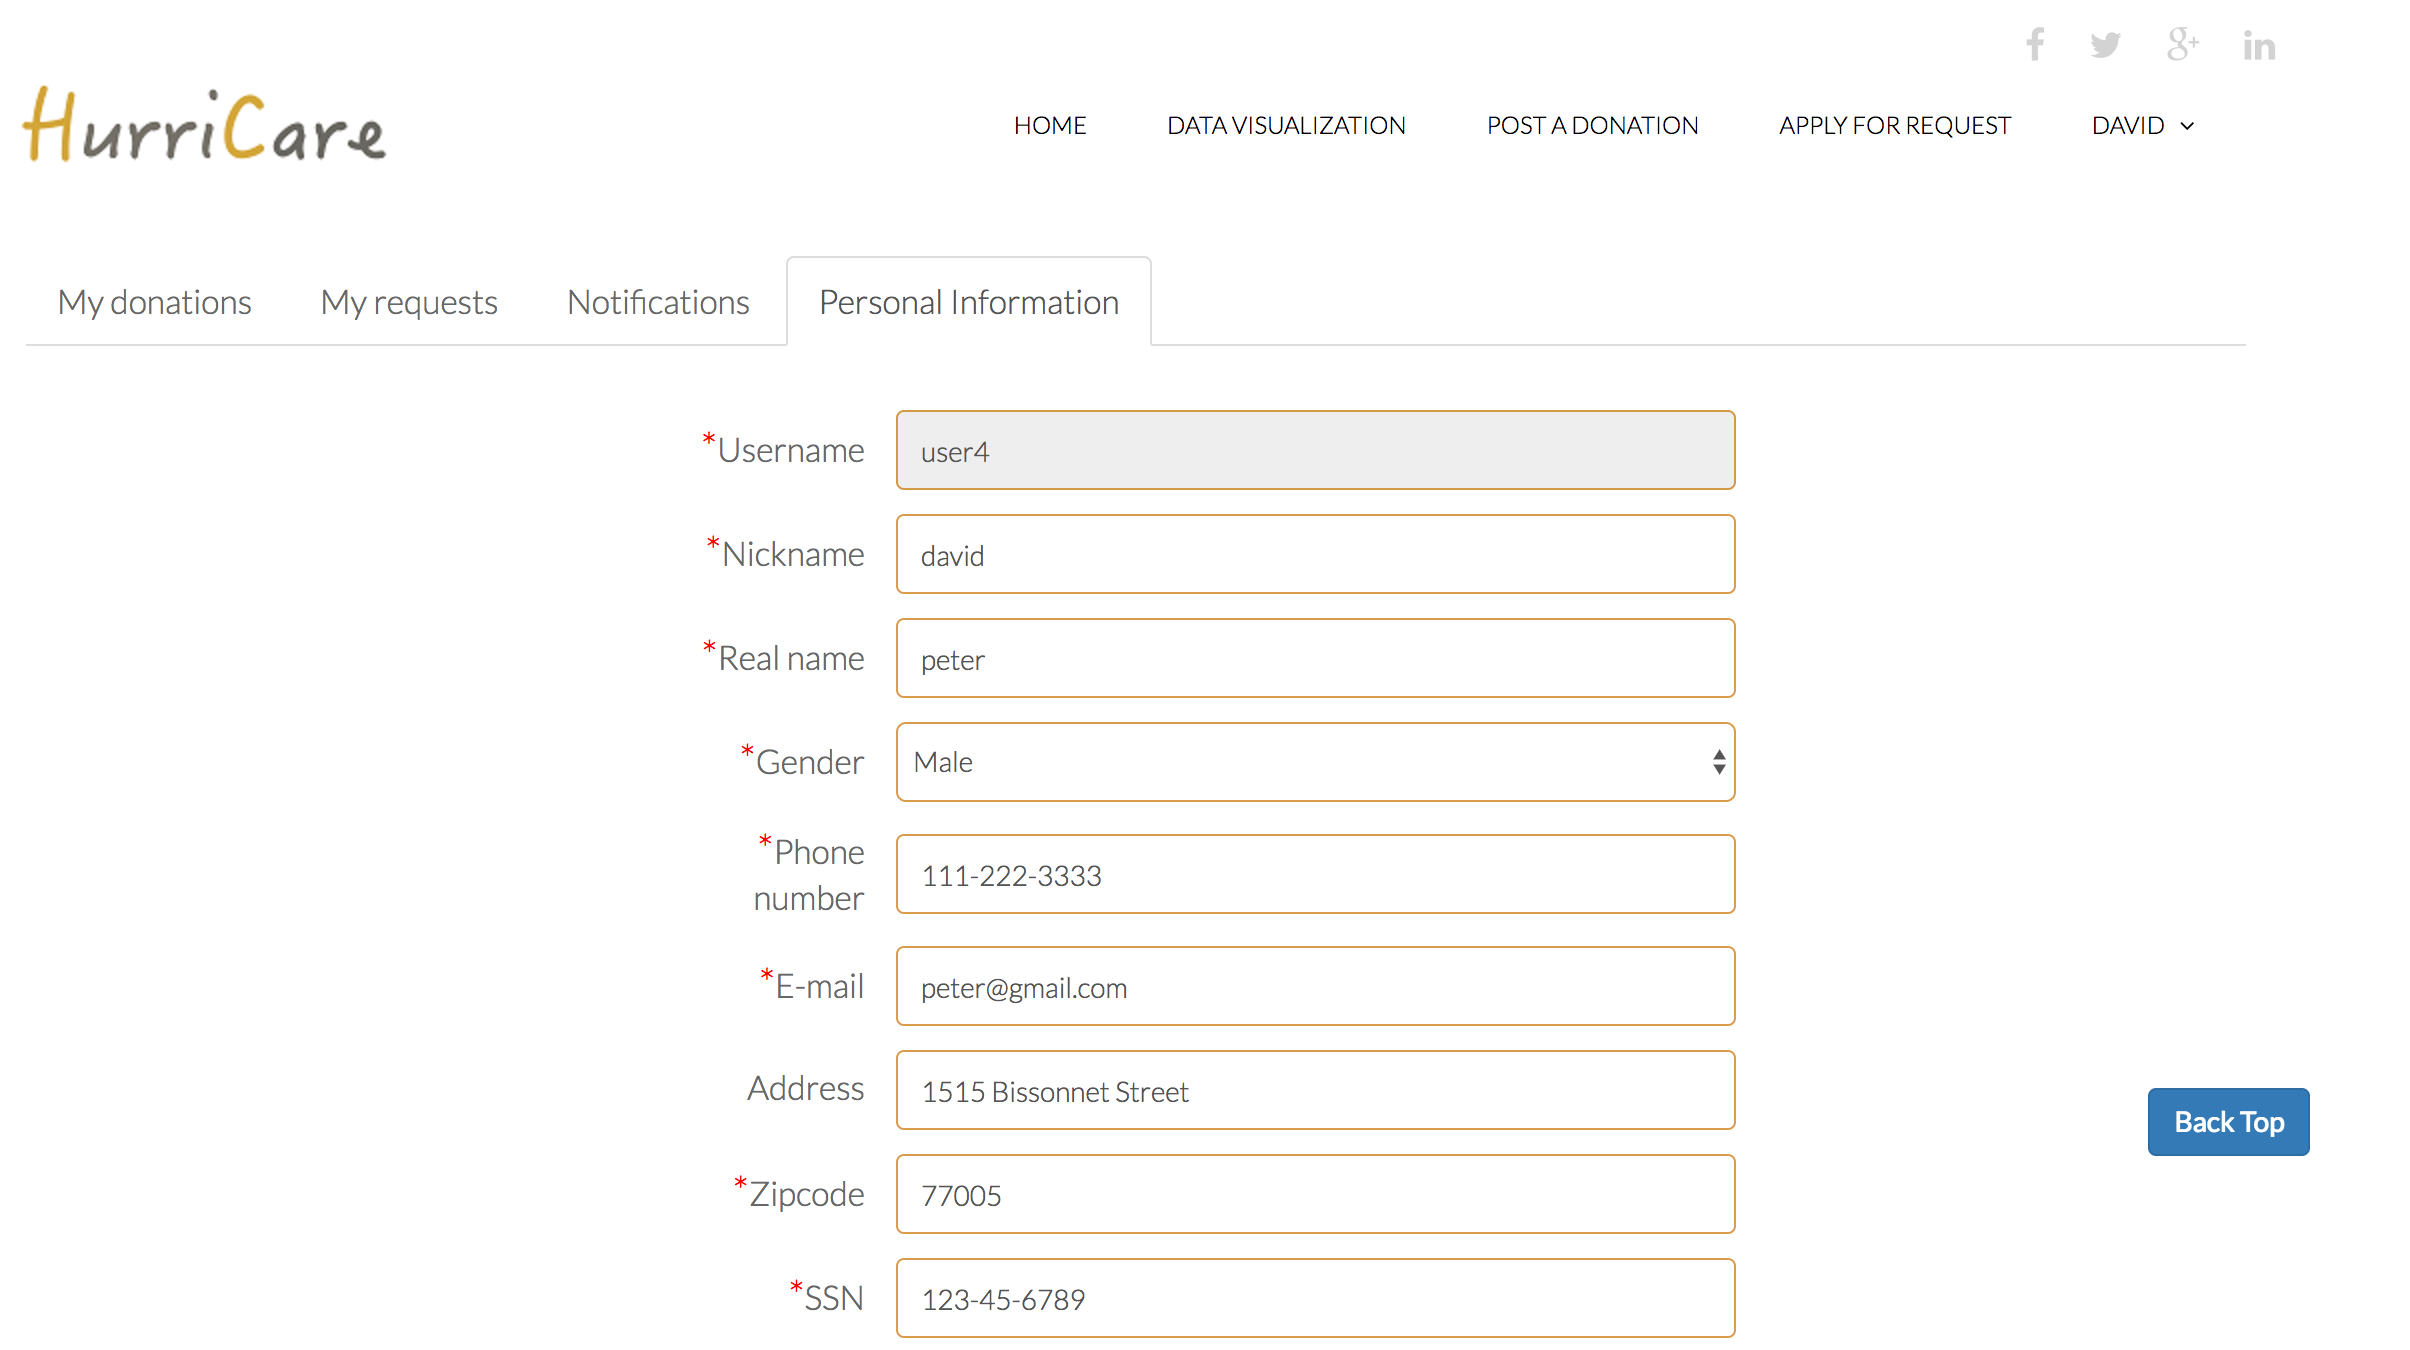 HurriCare
HOME DATA VISUALIZATION POST A DONATION APPLY FOR REQUEST DAVID
My donations My requests Notifications Personal Information
*Username user4
*Nickname david
*Real name peter
*Gender Male
*Phone
number
111-222-3333
*E-mail peter@gmail.com
Address 1515 Bissonnet Street
Back Top
*Zipcode 77005
*SSN 123-45-6789